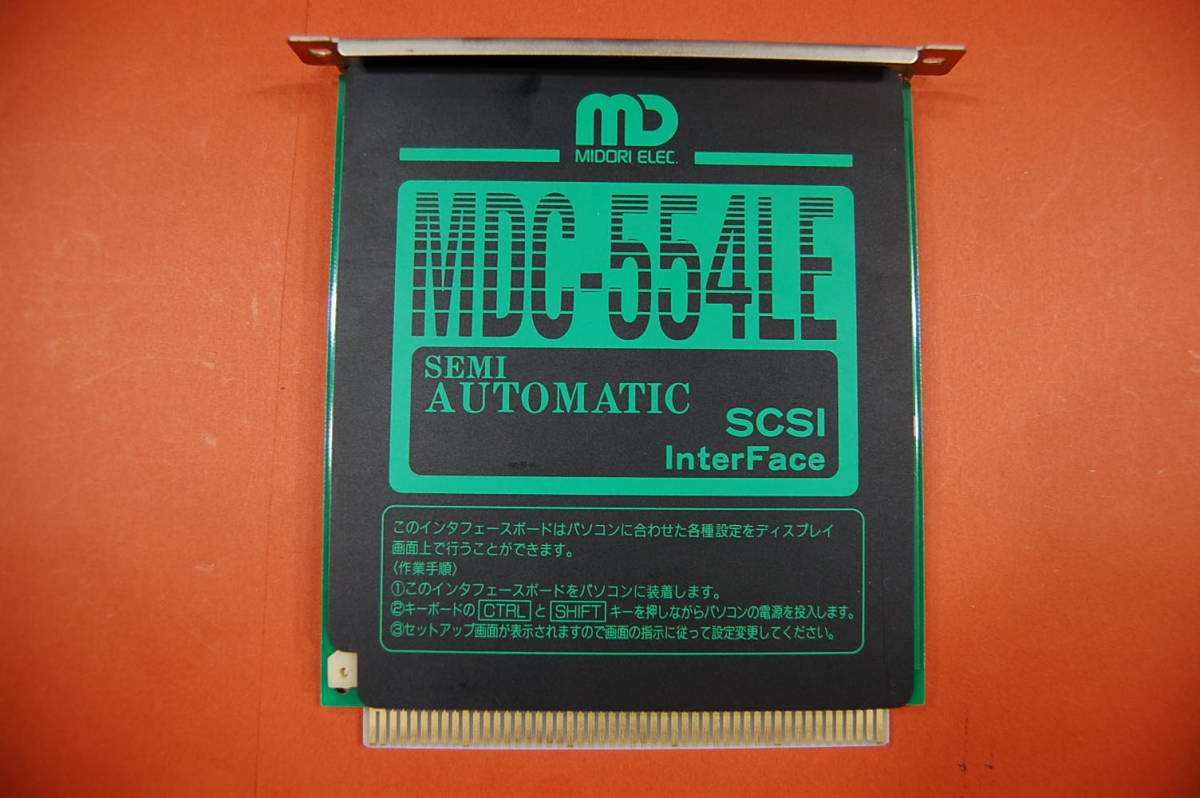 MD
MIDORI ELEC.
MDC-554LE
SEMI
AUTOMATIC
SCSI
InterFace
このインタフェースボードはパソコンに合わせた各種設定をディスプレイ
画面上で行うことができます。
〈作業手順〉
①このインタフェースボードをパソコンに装着します。
②キーボードの CTRL と SHIFT キーを押しながらパソコンの電源を投入します。
③セットアップ画面が表示されますので画面の指示に従って設定変更してください。